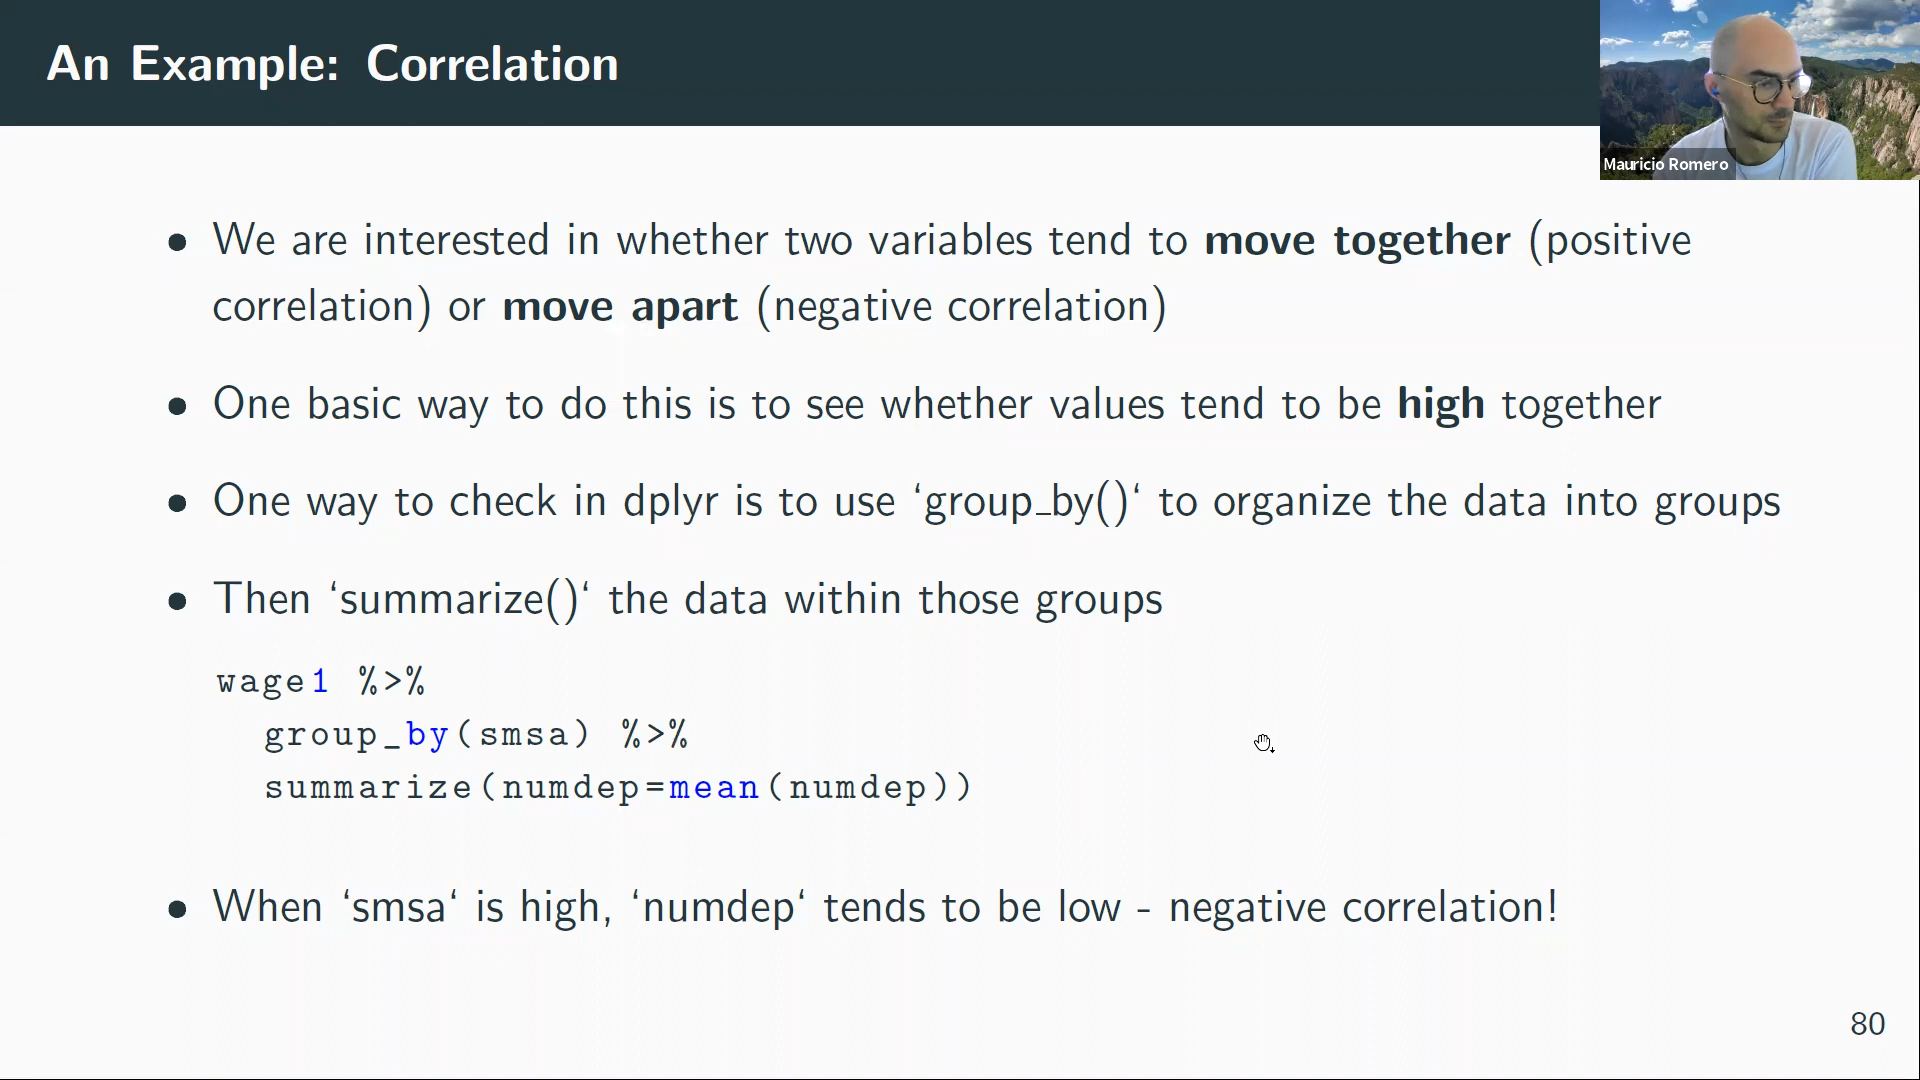 An Example: Correlation
Mauricio Romero
• We are interested in whether two variables tend to move together (positive
correlation) or move apart (negative correlation)
• One basic way to do this is to see whether values tend to be high together
• One way to check in dplyr is to use ‘group_by()‘ to organize the data into groups
• Then ‘summarize()‘ the data within those groups
wage1 %>%
group_by(smsa) %>%
summarize(numdep=mean(numdep))
• When ‘smsa‘ is high, ‘numdep‘ tends to be low - negative correlation!
80